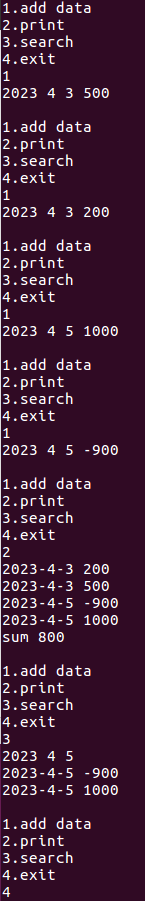 1.add data
2.print
3.search
4.exit
1
2023 4 3 500

1.add data
2.print
3.search
4.exit
1
2023 4 3 200

1.add data
2.print
3.search
4.exit
1
2023 4 5 1000

1.add data
2.print
3.search
4.exit
1
2023 4 5 -900

1.add data
2.print
3.search
4.exit
2
2023-4-3 200
2023-4-3 500
2023-4-5 -900
2023-4-5 1000
sum 800

1.add data
2.print
3.search
4.exit
3
2023 4 5
2023-4-5 -900
2023-4-5 1000

1.add data
2.print
3.search
4.exit
4